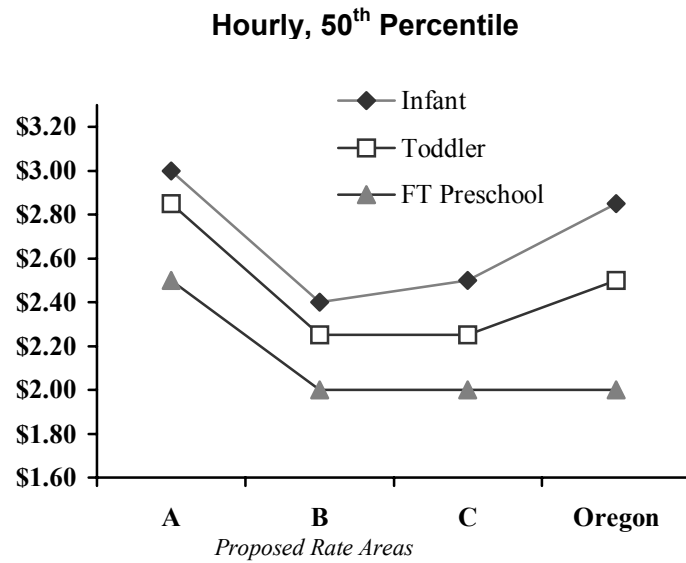 Hourly, 50th Percentile
Infant
Toddler
FT Preschool
$3.20
$3.00
$2.80
$2.60
$2.40
$2.20
$2.00
$1.80
$1.60
A B C Oregon
Proposed Rate Areas